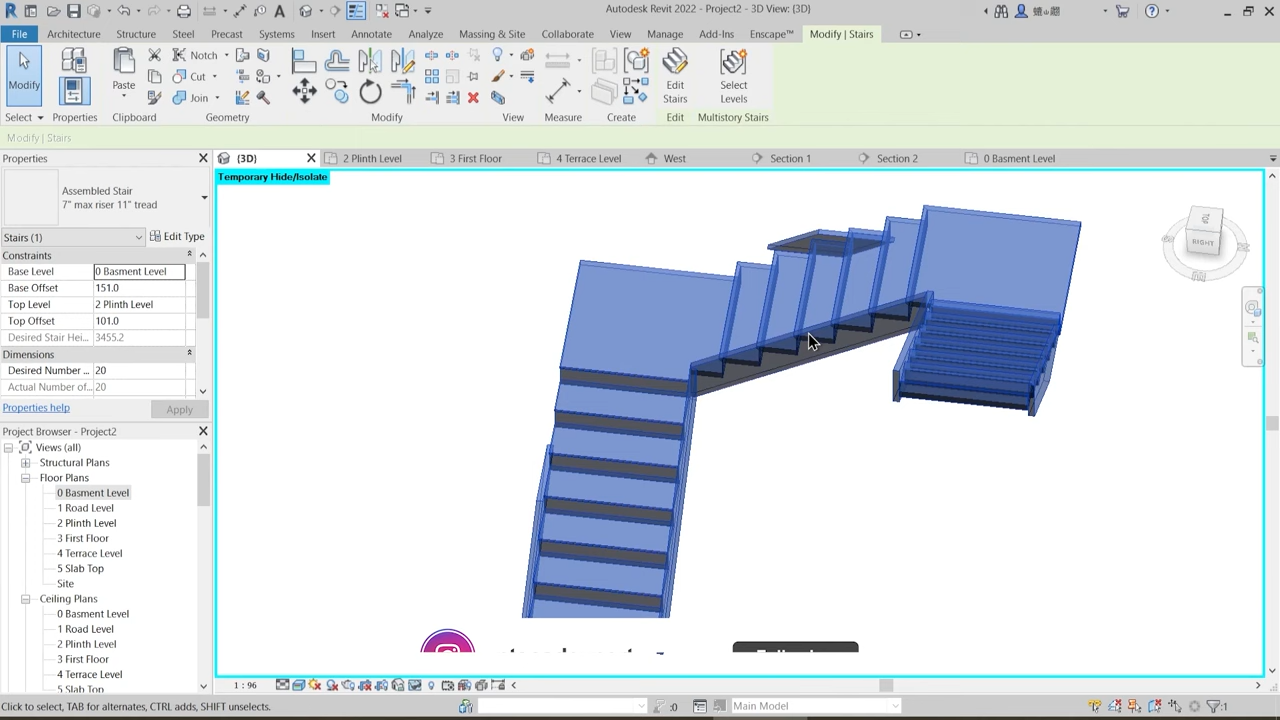 Autodesk Revit 2022 - Project2 - 3D View: {3D}
File Architecture Structure Steel Precast Systems Insert Annotate Analyze Massing & Site Collaborate View Manage Add-Ins Enscape™ Modify | Stairs
Modify
Paste
Notch
Cut
Join
Edit Stairs
Select Levels
Select Properties Clipboard Geometry Modify View Measure Create Edit Multistory Stairs
Modify | Stairs
Properties
{3D} 2 Plinth Level 3 First Floor 4 Terrace Level West Section 1 Section 2 0 Basment Level
Temporary Hide/Isolate
Assembled Stair
7" max riser 11" tread
Stairs (1) Edit Type
Constraints
Base Level 0 Basment Level
Base Offset 151.0
Top Level 2 Plinth Level
Top Offset 101.0
Desired Stair Hei... 3455.2
Dimensions
Desired Number ... 20
Actual Number of... 20
Properties help Apply
RIGHT
Project Browser - Project2
Views (all)
Structural Plans
Floor Plans
0 Basment Level
1 Road Level
2 Plinth Level
3 First Floor
4 Terrace Level
5 Slab Top
Site
Ceiling Plans
0 Basment Level
1 Road Level
2 Plinth Level
3 First Floor
4 Terrace Level
5 Slab Top
1 : 96
Click to select, TAB for alternates, CTRL adds, SHIFT unselects. :0 Main Model :1